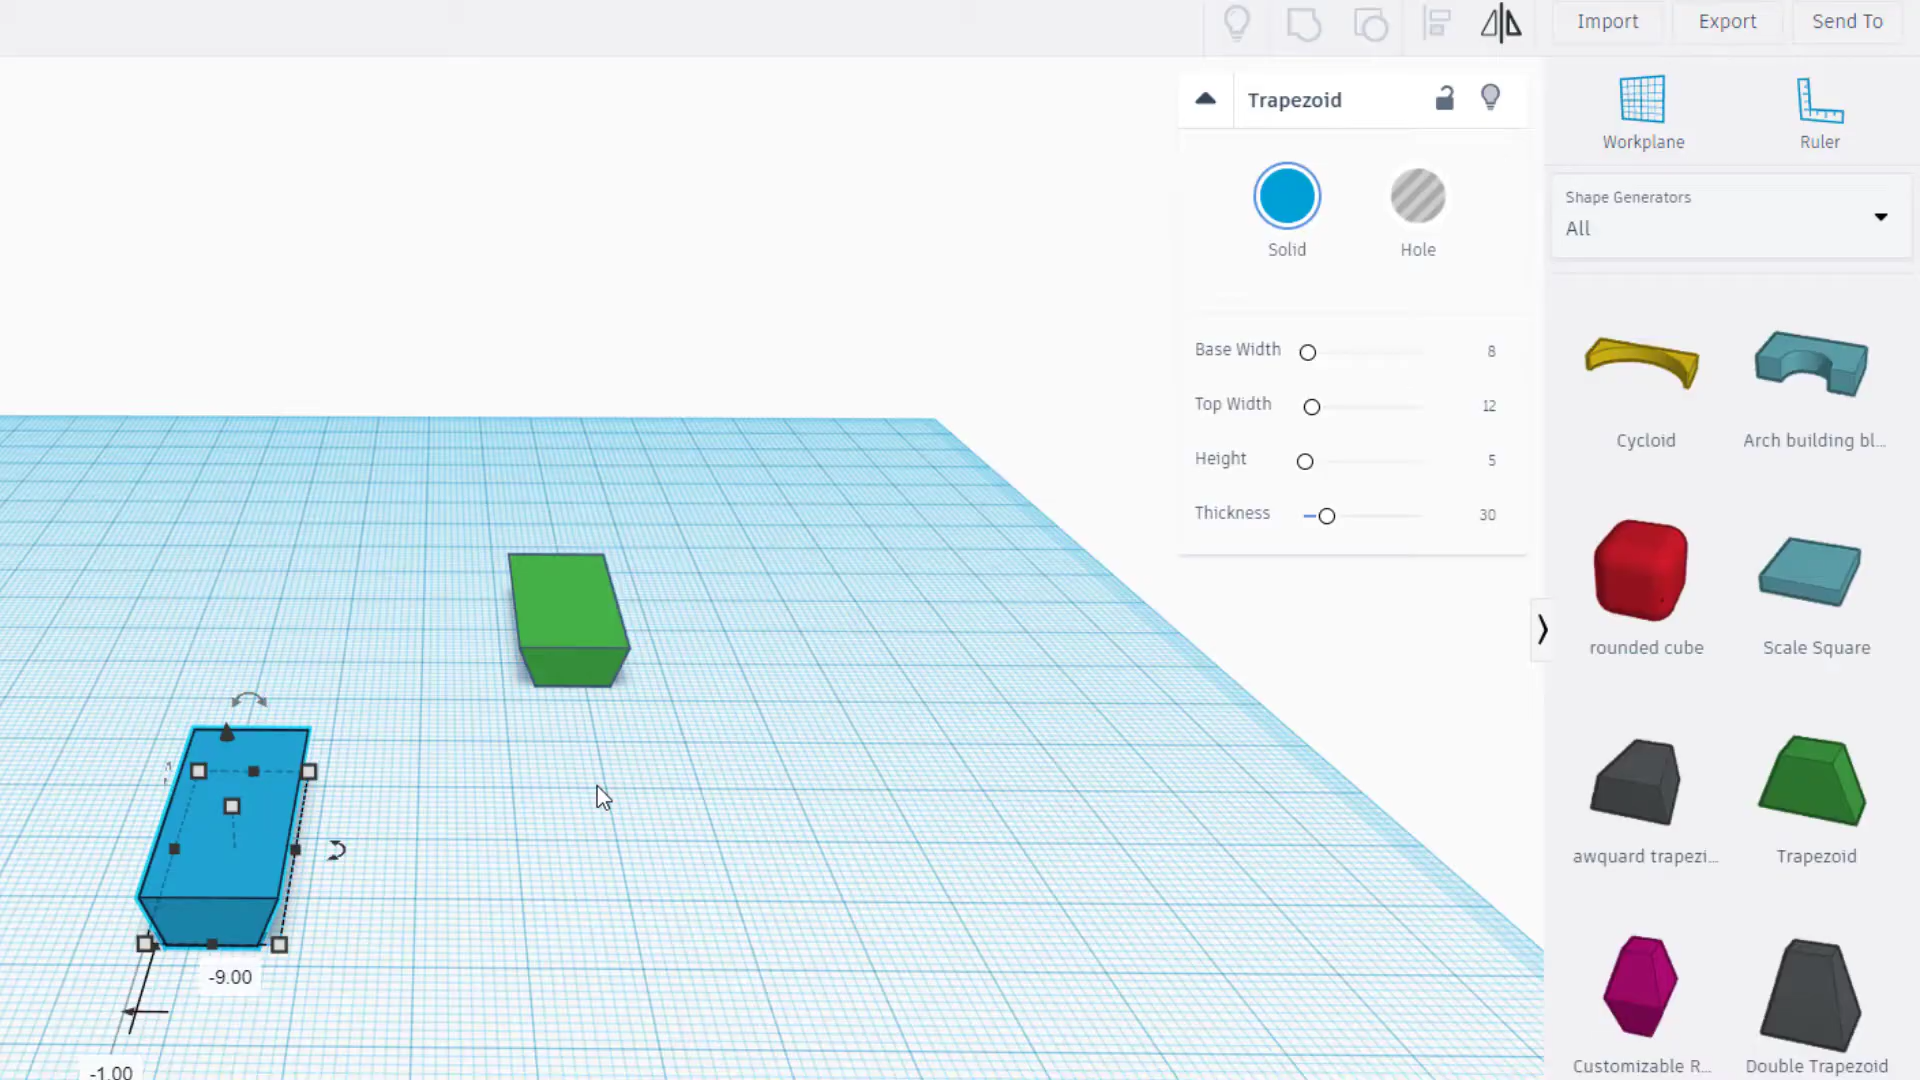 Import
Export
Send To
Trapezoid
Workplane
Ruler
Shape Generators
All
Solid
Hole
Base Width
8
Top Width
12
Height
5
Thickness
30
Cycloid
Arch building bl...
rounded cube
Scale Square
awquard trapezi...
Trapezoid
Customizable R...
Double Trapezoid
-9.00
-1.00